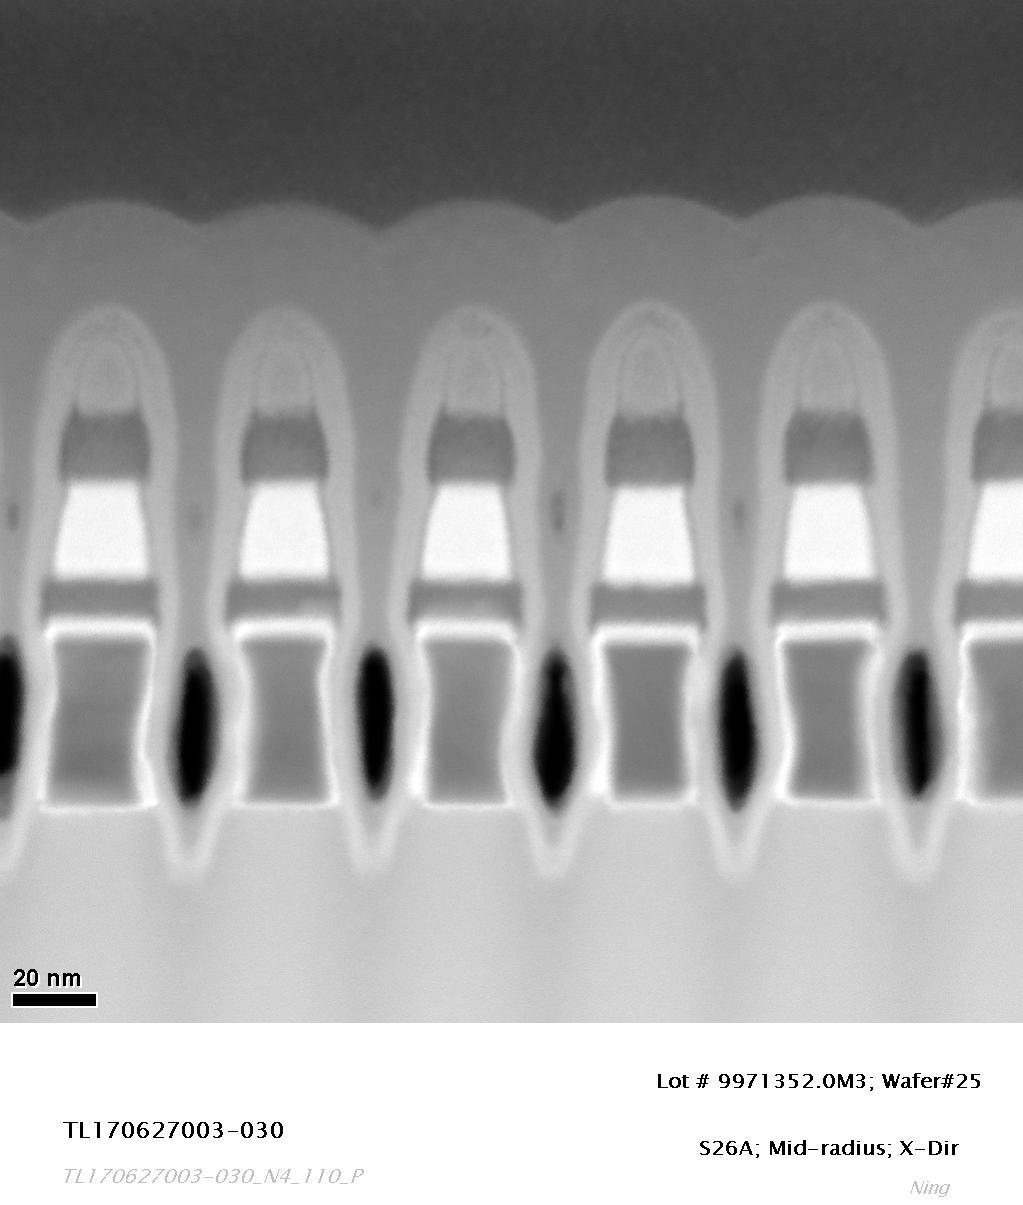 20 nm
Lot # 9971352.0M3; Wafer#25
TL170627003-030
S26A; Mid-radius; X-Dir
TL170627003-030_N4_110_P
Ning